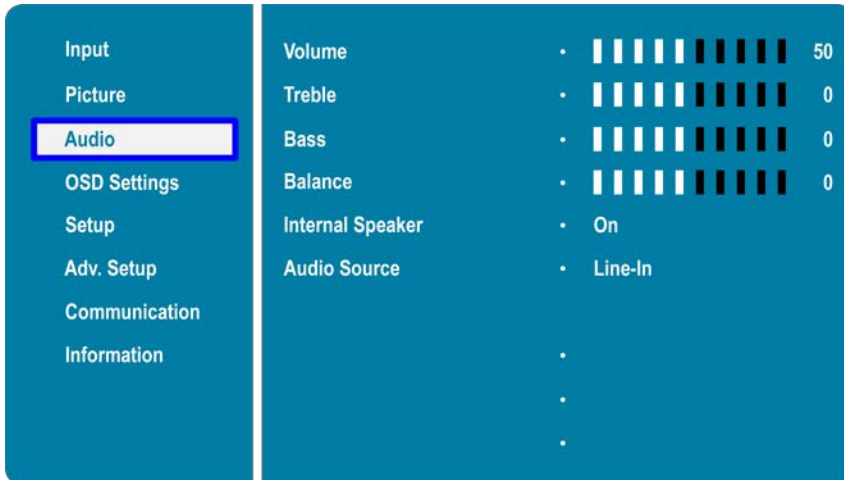 Input
Picture
Audio
OSD Settings
Setup
Adv. Setup
Communication
Information
Volume • 50
Treble • 0
Bass • 0
Balance • 0
Internal Speaker • On
Audio Source • Line-In
•
•
•